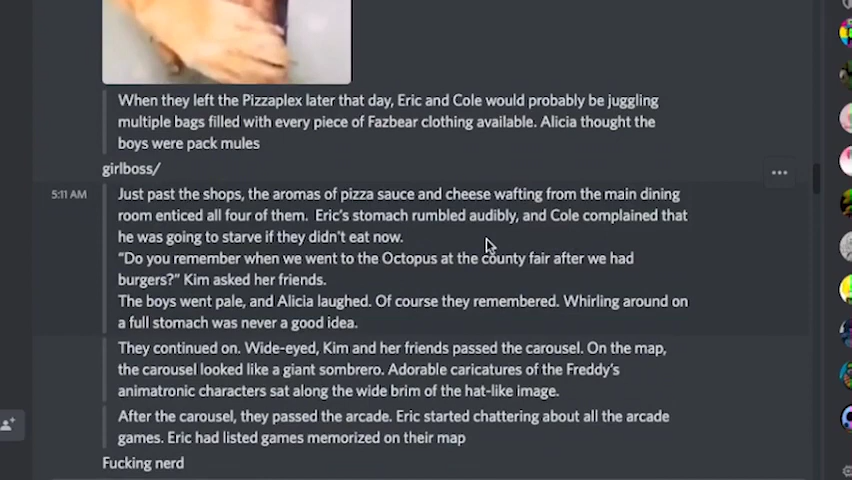 When they left the Pizzaplex later that day, Eric and Cole would probably be juggling
multiple bags filled with every piece of Fazbear clothing available. Alicia thought the
boys were pack mules
girlboss/
5:11 AM
Just past the shops, the aromas of pizza sauce and cheese wafting from the main dining
room enticed all four of them.  Eric's stomach rumbled audibly, and Cole complained that
he was going to starve if they didn't eat now.
“Do you remember when we went to the Octopus at the county fair after we had
burgers?” Kim asked her friends.
The boys went pale, and Alicia laughed. Of course they remembered. Whirling around on
a full stomach was never a good idea.
They continued on. Wide-eyed, Kim and her friends passed the carousel. On the map,
the carousel looked like a giant sombrero. Adorable caricatures of the Freddy's
animatronic characters sat along the wide brim of the hat-like image.
After the carousel, they passed the arcade. Eric started chattering about all the arcade
games. Eric had listed games memorized on their map
Fucking nerd